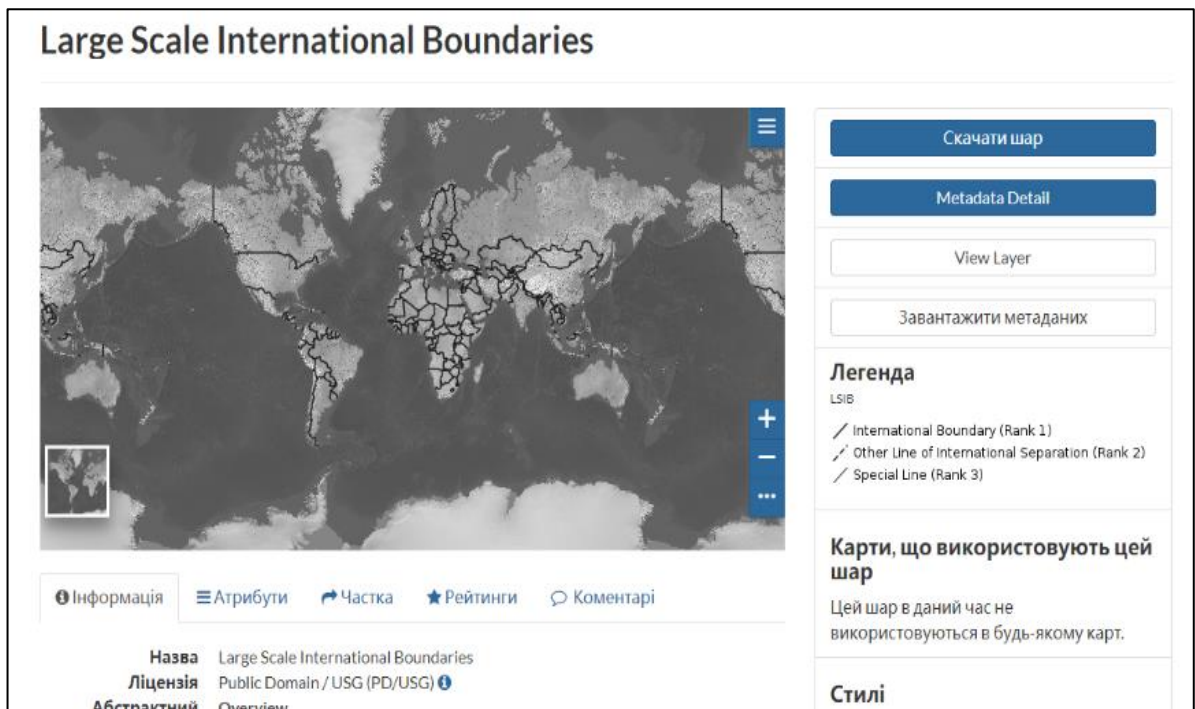 Large Scale International Boundaries
Скачати шар
Metadata Detail
View Layer
Завантажити метаданих
Легенда
LSIB
International Boundary (Rank 1)
Other Line of International Separation (Rank 2)
Special Line (Rank 3)
Карти, що використовують цей
шар
Цей шар в даний час не
використовуються в будь-якому карт.
Стилі
Інформація Атрибути Частка Рейтинги Коментарі
Назва Large Scale International Boundaries
Ліцензія Public Domain / USG (PD/USG)
Абстрактний Overview